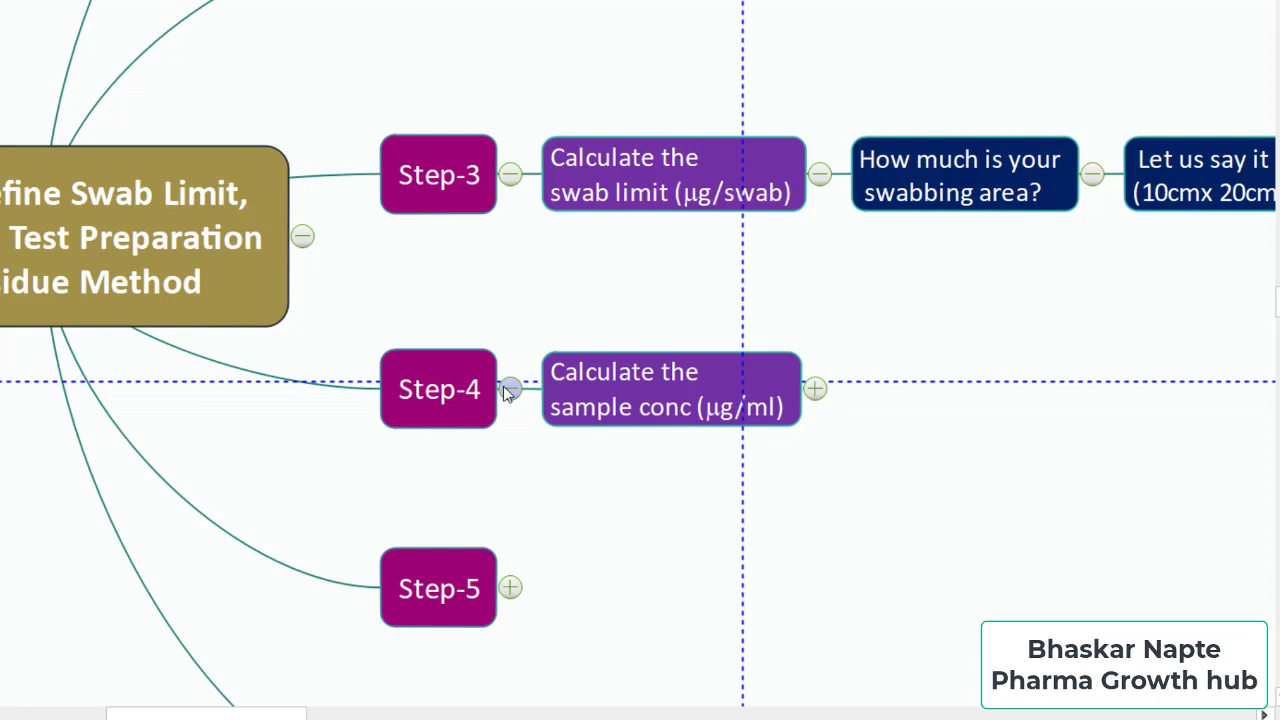 Step-3
Calculate the
swab limit (µg/swab)
How much is your
swabbing area?
Let us say it
(10cmx 20cm
Swab Limit,
Test Preparation
Method
Step-4
Calculate the
sample conc (µg/ml)
Step-5
Bhaskar Napte
Pharma Growth hub